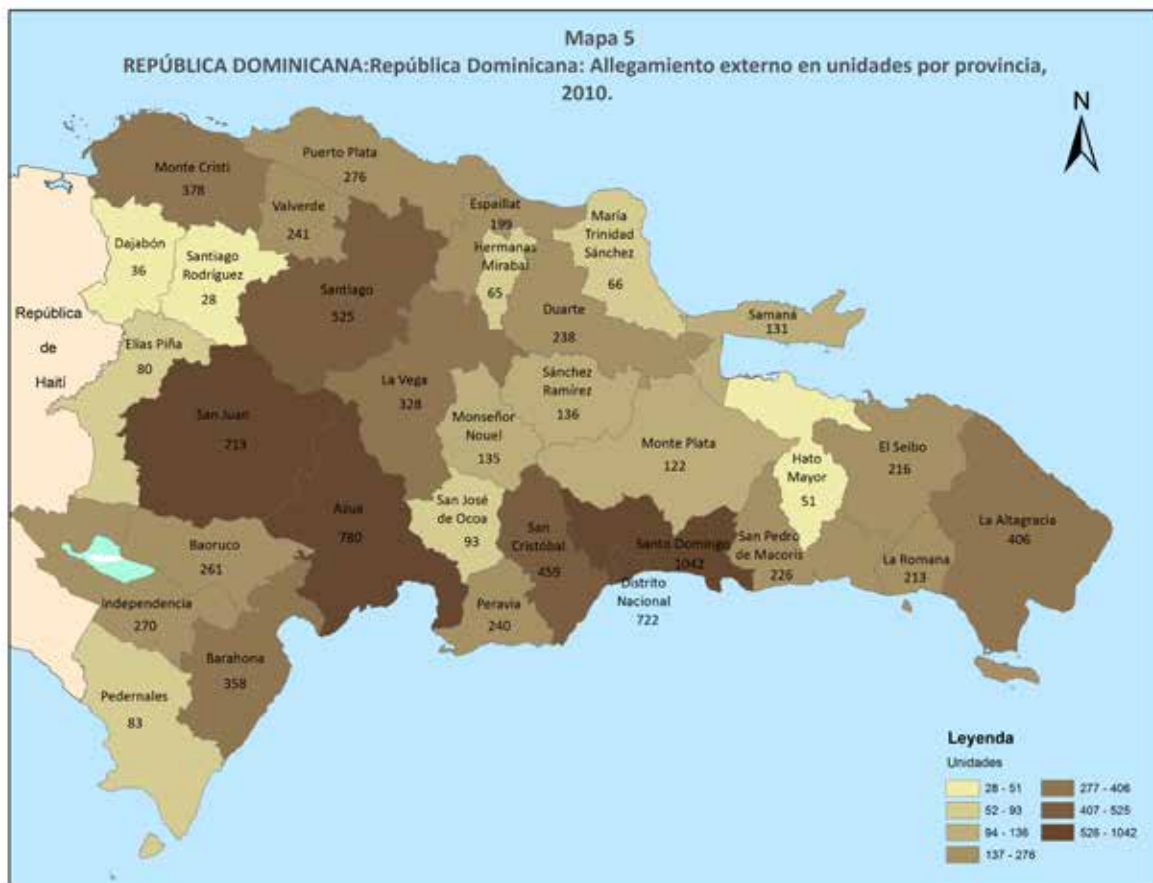 Mapa 5
REPÚBLICA DOMINICANA:República Dominicana: Allegamiento externo en unidades por provincia,
2010.
N
Puerto Plata
276
Monte Cristi
378
Valverde
241
Espaillat
199
María
Trinidad
Sánchez
66
Dajabón
36
Santiago
Rodríguez
28
Hermanas
Mirabal
65
Santiago
525
Duarte
238
Samaná
131
República
de
Haití
Elías Piña
80
La Vega
328
Sánchez
Ramírez
136
San Juan
213
Monseñor
Nouel
135
Monte Plata
122
Hato
Mayor
51
El Seibo
216
Azua
780
San José
de Ocoa
93
San
Cristóbal
459
Santo Domingo
1042
San Pedro
de Macorís
226
La Romana
213
La Altagracia
406
Baoruco
261
Distrito
Nacional
722
Independencia
270
Peravia
240
Barahona
358
Pedernales
83
Leyenda
Unidades
28 - 51
52 - 93
94 - 136
137 - 276
277 - 406
407 - 525
526 - 1042